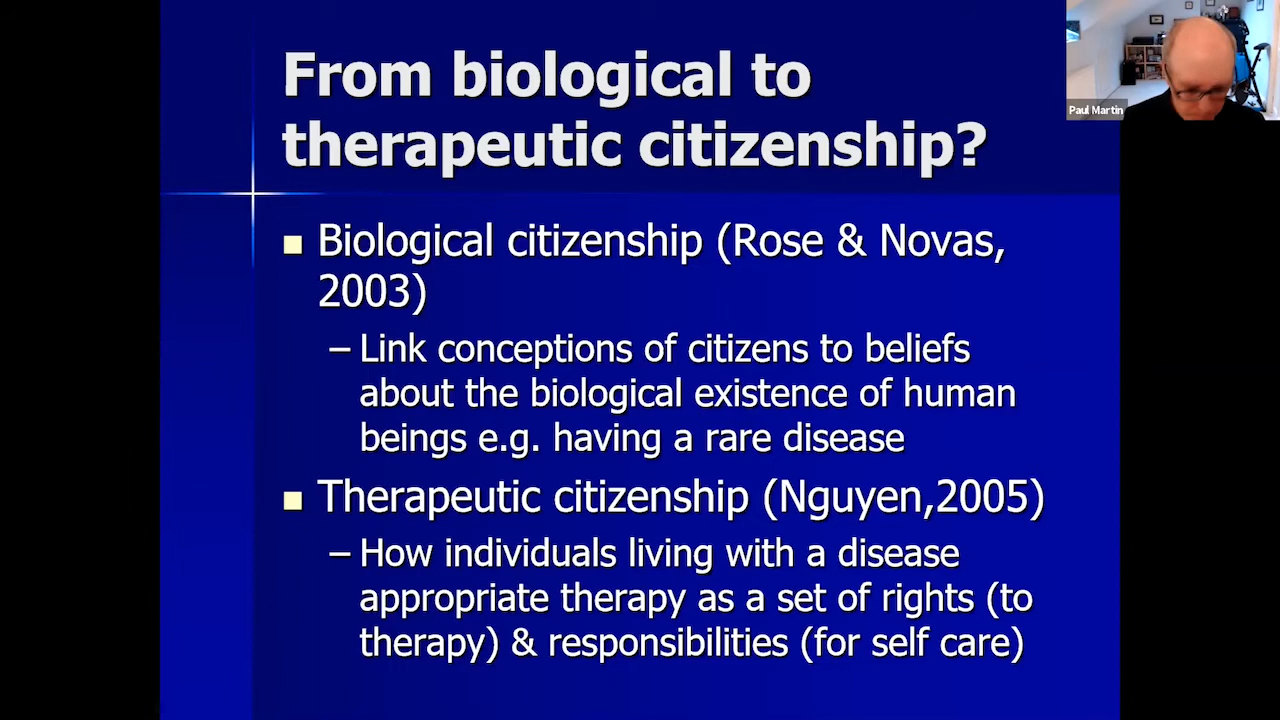 From biological to
therapeutic citizenship?
Paul Martin
Biological citizenship (Rose & Novas,
2003)
– Link conceptions of citizens to beliefs
about the biological existence of human
beings e.g. having a rare disease
Therapeutic citizenship (Nguyen,2005)
– How individuals living with a disease
appropriate therapy as a set of rights (to
therapy) & responsibilities (for self care)